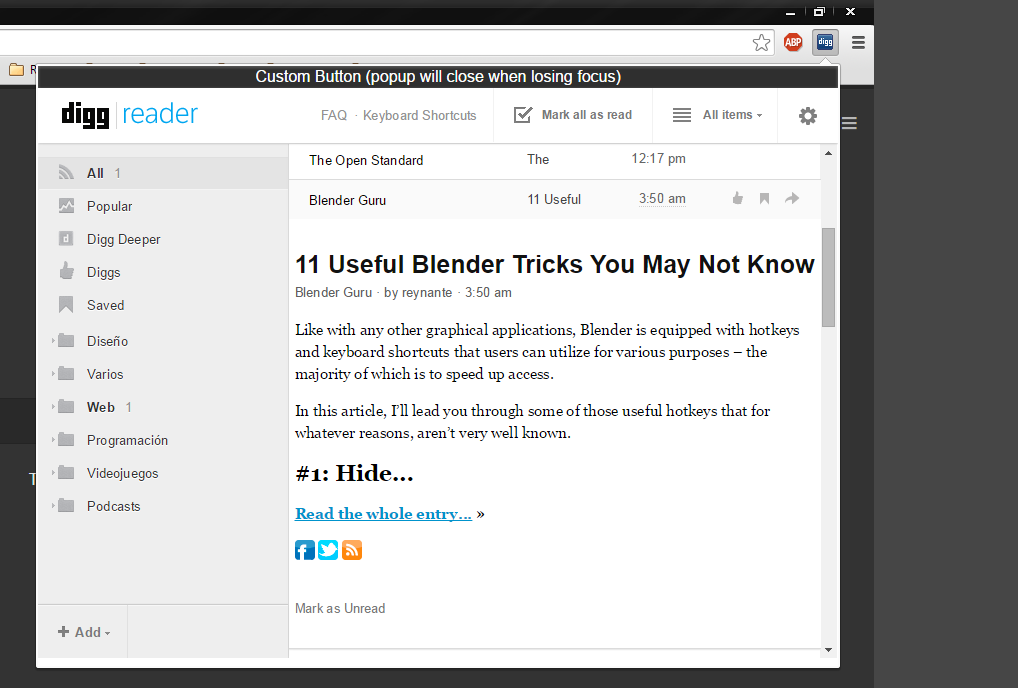 ABP
digg
R
Custom Button (popup will close when losing focus)
digg reader
FAQ · Keyboard Shortcuts
Mark all as read
All items
All 1
Popular
d
Digg Deeper
Diggs
Saved
Diseño
Varios
Web 1
Programación
Videojuegos
Podcasts
Add
T
The Open Standard The 12:17 pm
Blender Guru 11 Useful 3:50 am
11 Useful Blender Tricks You May Not Know
Blender Guru · by reynante · 3:50 am
Like with any other graphical applications, Blender is equipped with hotkeys
and keyboard shortcuts that users can utilize for various purposes – the
majority of which is to speed up access.
In this article, I’ll lead you through some of those useful hotkeys that for
whatever reasons, aren’t very well known.
#1: Hide...
Read the whole entry... »
Mark as Unread